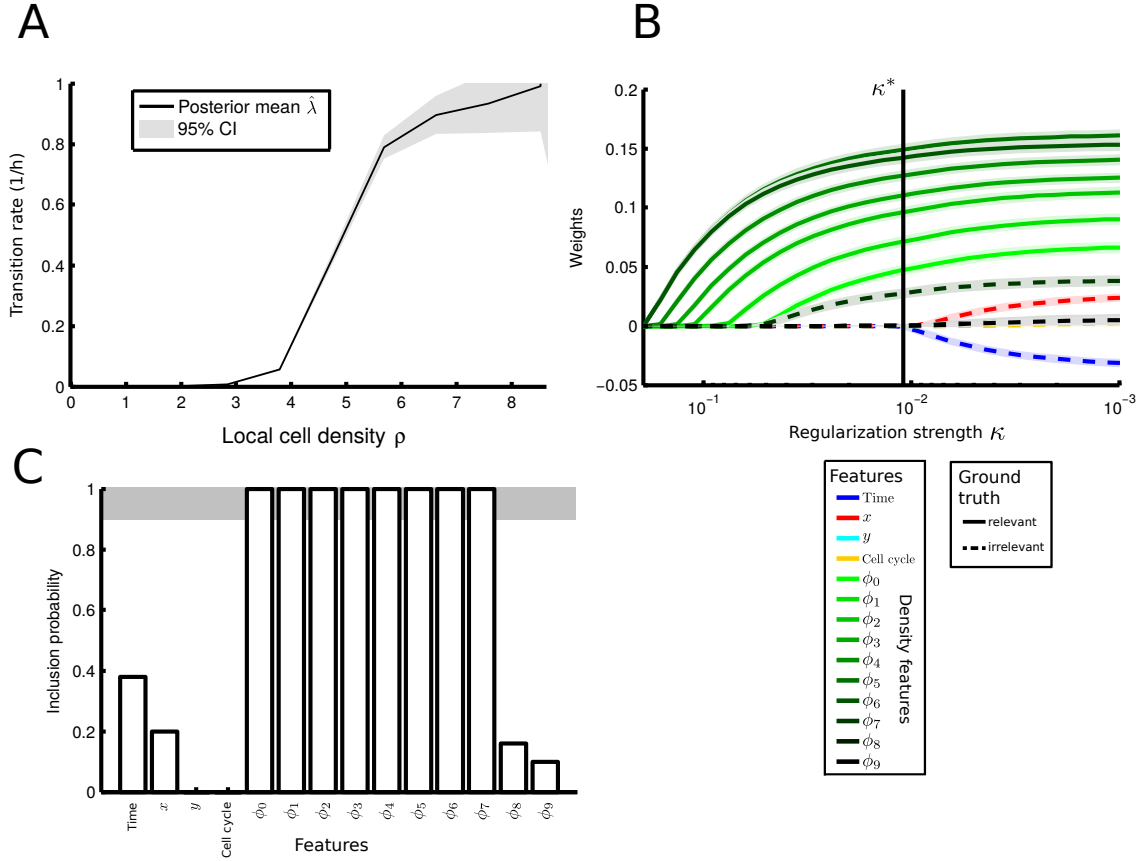 A
1
0.8
0.6
0.4
0.2
0
Transition rate (1/h)
Posterior mean λ̂
95% CI
0 1 2 3 4 5 6 7 8
Local cell density ρ
B
κ*
0.2
0.15
0.1
0.05
0
−0.05
Weights
10⁻¹ 10⁻² 10⁻³
Regularization strength κ
C
1
0.8
0.6
0.4
0.2
0
Inclusion probability
Time x y Cell cycle ϕ₀ ϕ₁ ϕ₂ ϕ₃ ϕ₄ ϕ₅ ϕ₆ ϕ₇ ϕ₈ ϕ₉
Features
Features
Time
x
y
Cell cycle
ϕ₀
ϕ₁
ϕ₂
ϕ₃
ϕ₄
ϕ₅
ϕ₆
ϕ₇
ϕ₈
ϕ₉
Density features
Ground
truth
relevant
irrelevant